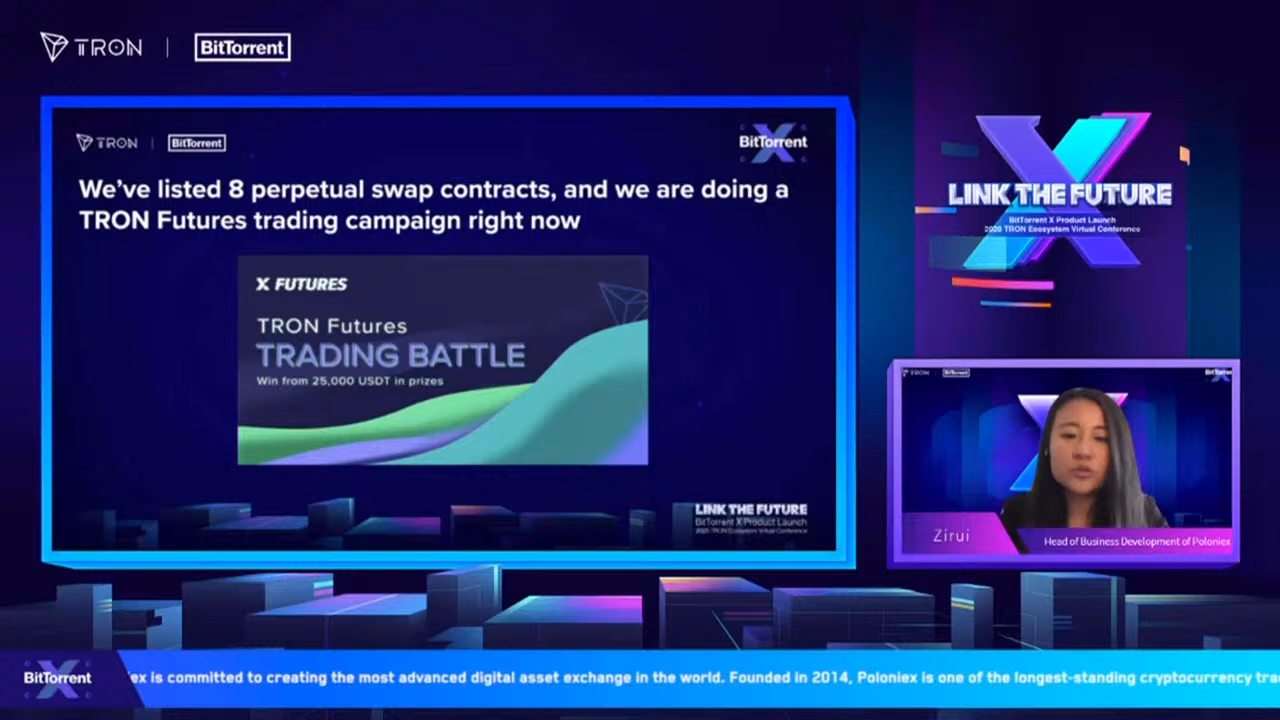 TRON
BitTorrent
TRON
BitTorrent
BitTorrent
We've listed 8 perpetual swap contracts, and we are doing a
TRON Futures trading campaign right now
X FUTURES
TRON Futures
TRADING BATTLE
Win from 25,000 USDT in prizes
LINK THE FUTURE
BitTorrent X Product Launch
2020 TRON Ecosystem Virtual Conference
LINK THE FUTURE
BitTorrent X Product Launch
2020 TRON Ecosystem Virtual Conference
TRON
BitTorrent
BitTorrent
Zirui
Head of Business Development of Poloniex
BitTorrent
ex is committed to creating the most advanced digital asset exchange in the world. Founded in 2014, Poloniex is one of the longest-standing cryptocurrency tra